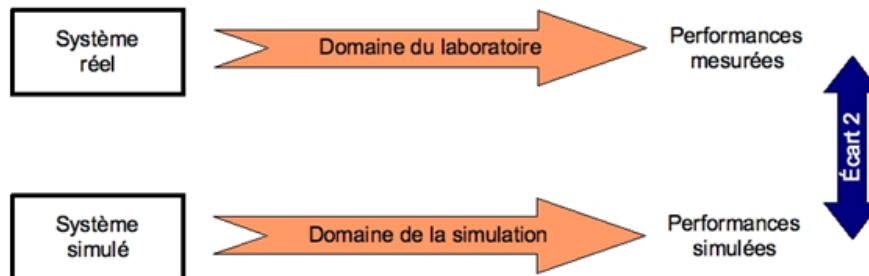 Système
réel
Domaine du laboratoire
Performances
mesurées
Écart 2
Système
simulé
Domaine de la simulation
Performances
simulées